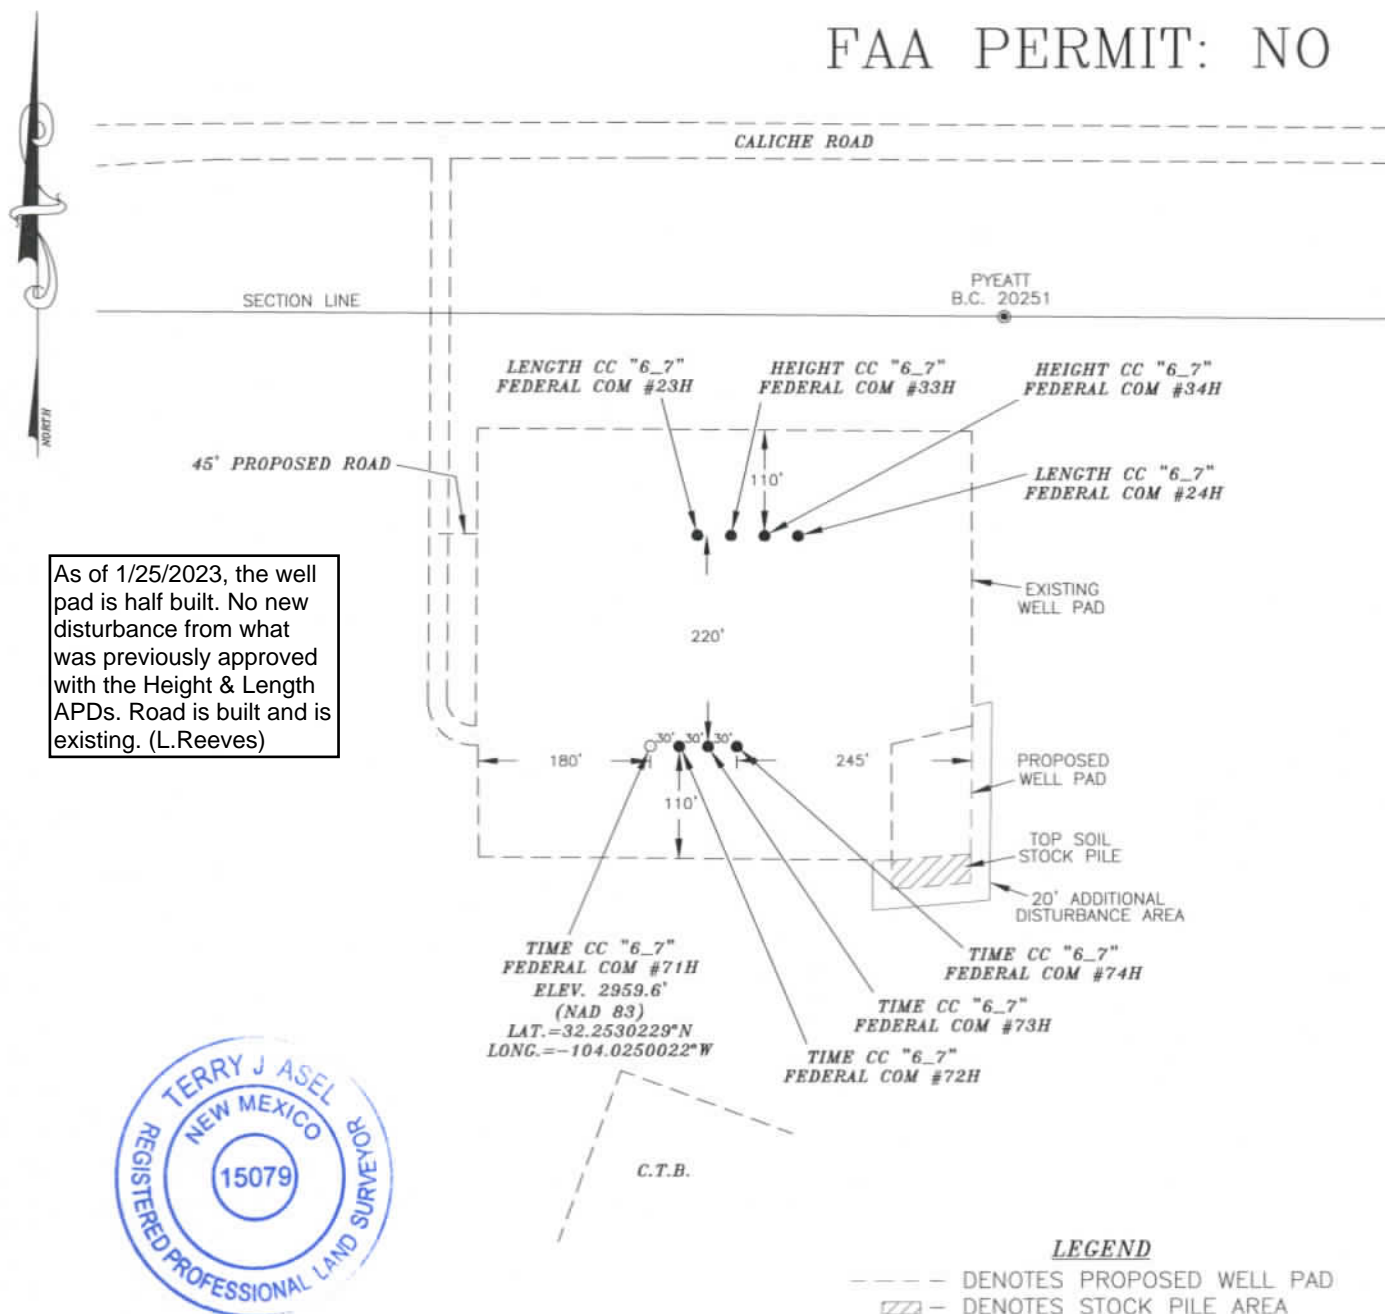 FAA PERMIT: NO
CALICHE ROAD
PYEATT
B.C. 20251
SECTION LINE
NORTH
LENGTH CC "6_7"
FEDERAL COM #23H
HEIGHT CC "6_7"
FEDERAL COM #33H
HEIGHT CC "6_7"
FEDERAL COM #34H
45' PROPOSED ROAD
110'
LENGTH CC "6_7"
FEDERAL COM #24H
As of 1/25/2023, the well
pad is half built. No new
disturbance from what
was previously approved
with the Height & Length
APDs. Road is built and is
existing. (L.Reeves)
EXISTING
WELL PAD
220'
30' 30' 30'
180'
245'
PROPOSED
WELL PAD
110'
TOP SOIL
STOCK PILE
20' ADDITIONAL
DISTURBANCE AREA
TIME CC "6_7"
FEDERAL COM #71H
ELEV. 2959.6'
(NAD 83)
LAT.=32.2530229°N
LONG.=-104.0250022°W
TIME CC "6_7"
FEDERAL COM #74H
TIME CC "6_7"
FEDERAL COM #73H
TIME CC "6_7"
FEDERAL COM #72H
TERRY J ASEL
NEW MEXICO
15079
REGISTERED PROFESSIONAL LAND SURVEYOR
C.T.B.
LEGEND
DENOTES PROPOSED WELL PAD
DENOTES STOCK PILE AREA